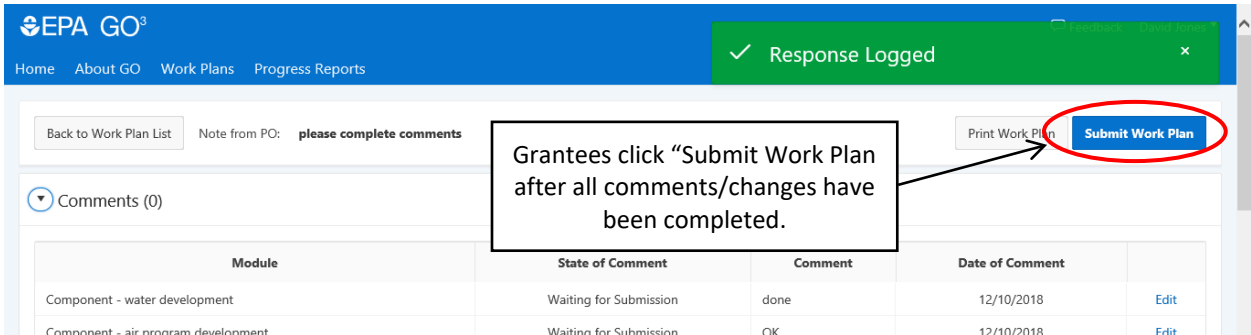 EPA GO³
Feedback David Jones
Response Logged ×
Home About GO Work Plans Progress Reports
Back to Work Plan List Note from PO: please complete comments Print Work Plan Submit Work Plan
Grantees click “Submit Work Plan
after all comments/changes have
been completed.
Comments (0)
Module State of Comment Comment Date of Comment
Component - water development Waiting for Submission done 12/10/2018 Edit
Component - air program development Waiting for Submission OK 12/10/2018 Edit